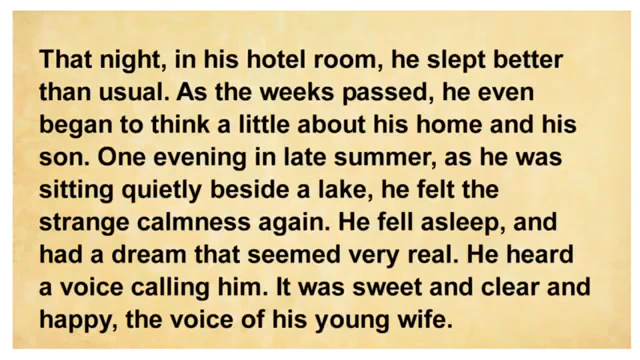 That night, in his hotel room, he slept better
than usual. As the weeks passed, he even
began to think a little about his home and his
son. One evening in late summer, as he was
sitting quietly beside a lake, he felt the
strange calmness again. He fell asleep, and
had a dream that seemed very real. He heard
a voice calling him. It was sweet and clear and
happy, the voice of his young wife.